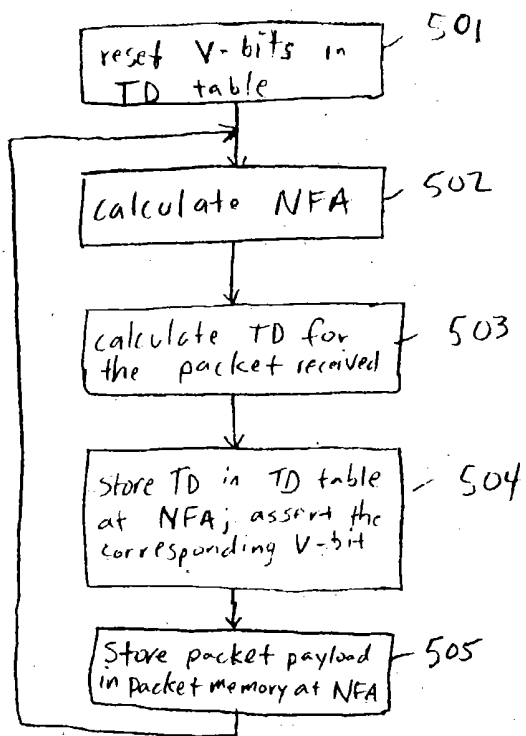 reset V-bits in
TD table
501
calculate NFA
502
calculate TD for
the packet received
503
Store TD in TD table
at NFA; assert the
corresponding V-bit
504
Store packet payload
in packet memory at NFA
505